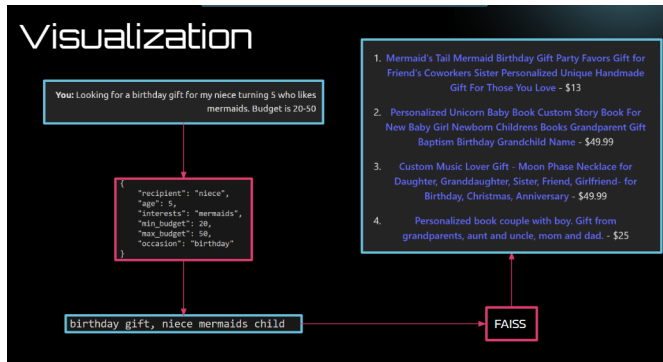 Visualization
You: Looking for a birthday gift for my niece turning 5 who likes
mermaids. Budget is 20-50
{
"recipient": "niece",
"age": 5,
"interests": "mermaids",
"min_budget": 20,
"max_budget": 50,
"occasion": "birthday"
}
birthday gift, niece mermaids child
FAISS
1. Mermaid's Tail Mermaid Birthday Gift Party Favors Gift for
Friend's Coworkers Sister Personalized Unique Handmade
Gift For Those You Love - $13
2. Personalized Unicorn Baby Book Custom Story Book For
New Baby Girl Newborn Childrens Books Grandparent Gift
Baptism Birthday Grandchild Name - $49.99
3. Custom Music Lover Gift - Moon Phase Necklace for
Daughter, Granddaughter, Sister, Friend, Girlfriend- for
Birthday, Christmas, Anniversary - $49.99
4. Personalized book couple with boy. Gift from
grandparents, aunt and uncle, mom and dad. - $25